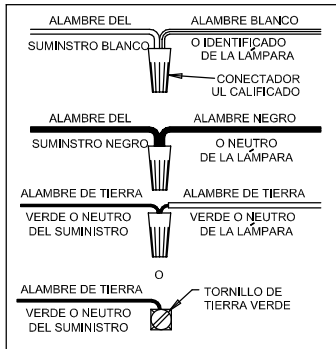 ALAMBRE DEL
SUMINSTRO BLANCO
ALAMBRE BLANCO
O IDENTIFICADO
DE LA LÁMPARA
CONECTADOR
UL CALIFICADO
ALAMBRE DEL
SUMINSTRO NEGRO
ALAMBRE NEGRO
O NEUTRO
DE LA LÁMPARA
ALAMBRE DE TIERRA
VERDE O NEUTRO
DEL SUMINISTRO
ALAMBRE DE TIERRA
VERDE O NEUTRO
DE LA LÁMPARA
O
ALAMBRE DE TIERRA
VERDE O NEUTRO
DEL SUMINISTRO
TORNILLO DE
TIERRA VERDE